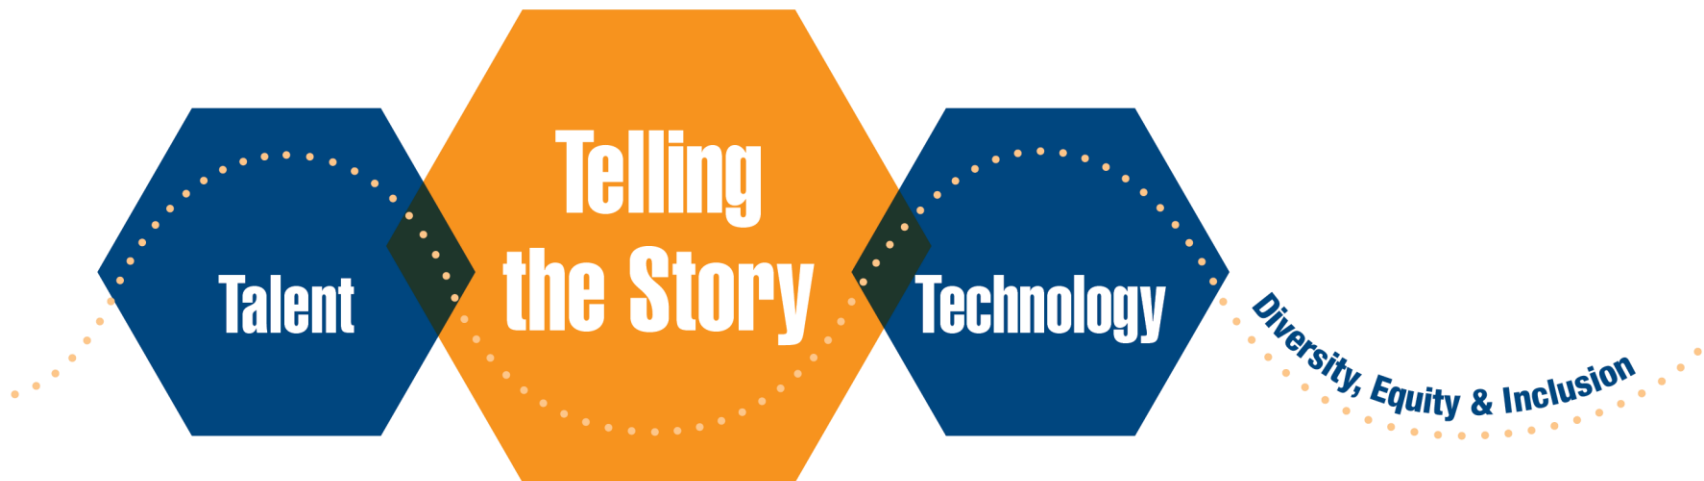 Talent
Telling
the Story
Technology
Diversity, Equity & Inclusion